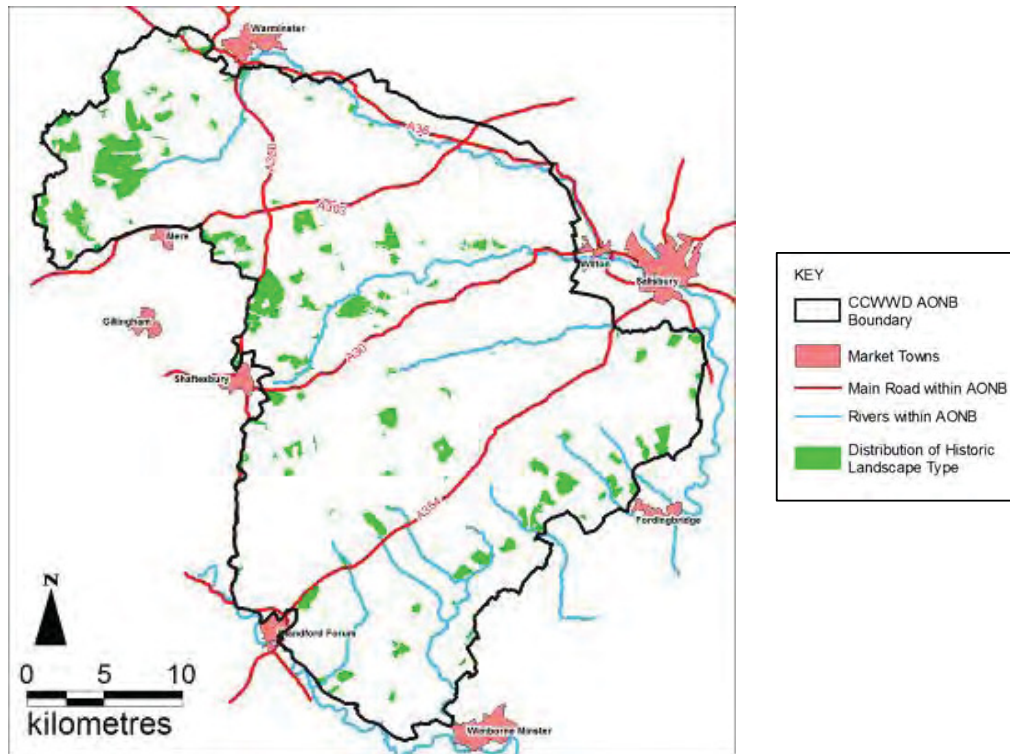 Warminster
A36
A350
A303
Mere
Wilton
Salisbury
Gillingham
A30
Shaftesbury
A354
Fordingbridge
N
Blandford Forum
0 5 10
kilometres
Wimborne Minster
KEY
CCWWD AONB
Boundary
Market Towns
Main Road within AONB
Rivers within AONB
Distribution of Historic
Landscape Type